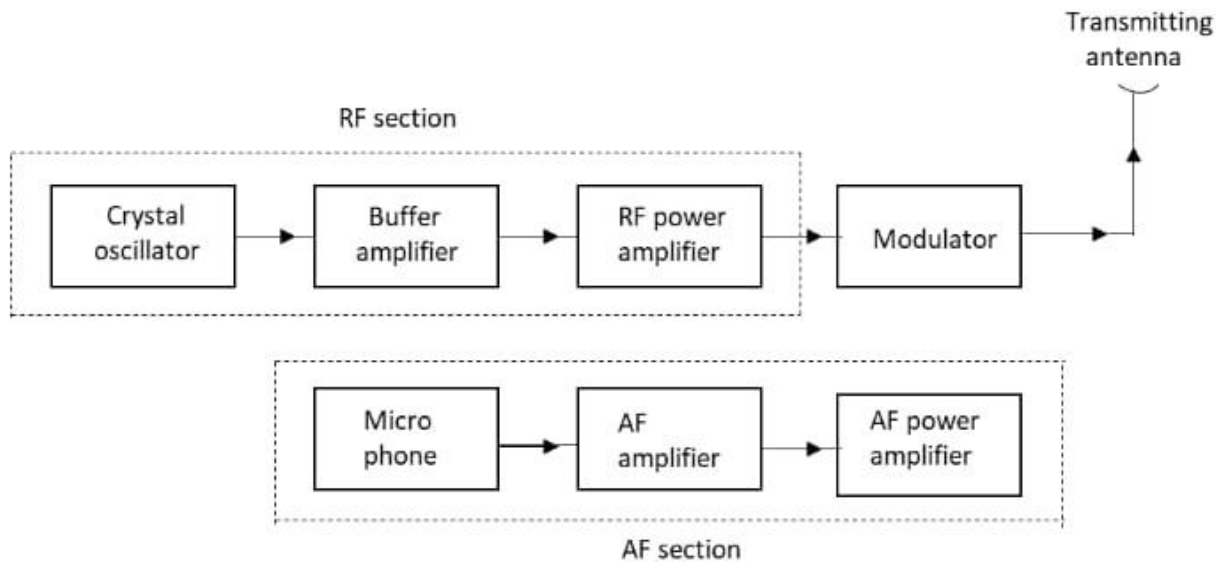 Transmitting
antenna
RF section
Crystal
oscillator
Buffer
amplifier
RF power
amplifier
Modulator
Micro
phone
AF
amplifier
AF power
amplifier
AF section